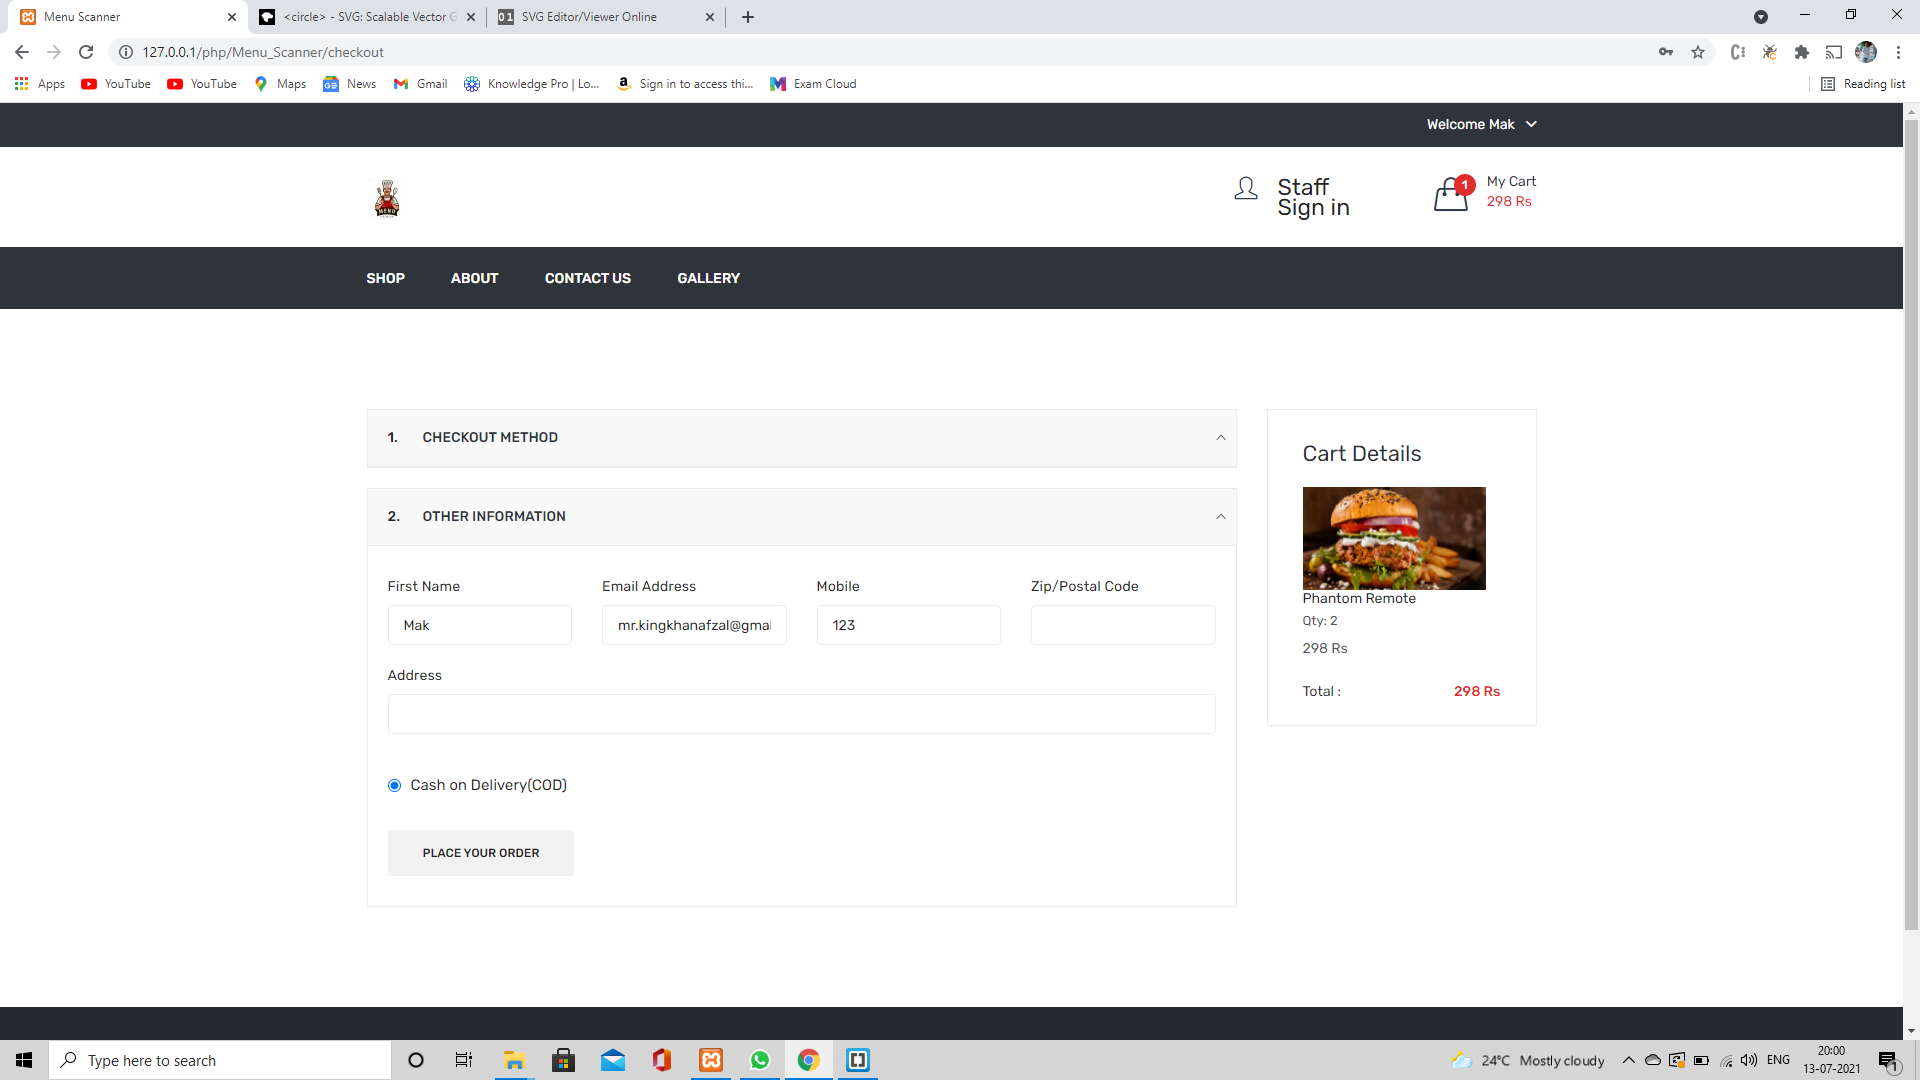 Menu Scanner
<circle> - SVG: Scalable Vector G
01 SVG Editor/Viewer Online
127.0.0.1/php/Menu_Scanner/checkout
Apps YouTube YouTube Maps News Gmail Knowledge Pro | Lo... Sign in to access thi... Exam Cloud Reading list
Welcome Mak
MENU
Staff
Sign in
1
My Cart
298 Rs
SHOP ABOUT CONTACT US GALLERY
1. CHECKOUT METHOD
2. OTHER INFORMATION
First Name Email Address Mobile Zip/Postal Code
Mak mr.kingkhanafzal@gmai 123
Address
Cash on Delivery(COD)
PLACE YOUR ORDER
Cart Details
Phantom Remote
Qty: 2
298 Rs
Total : 298 Rs
Type here to search
24°C Mostly cloudy
ENG
20:00
13-07-2021
1